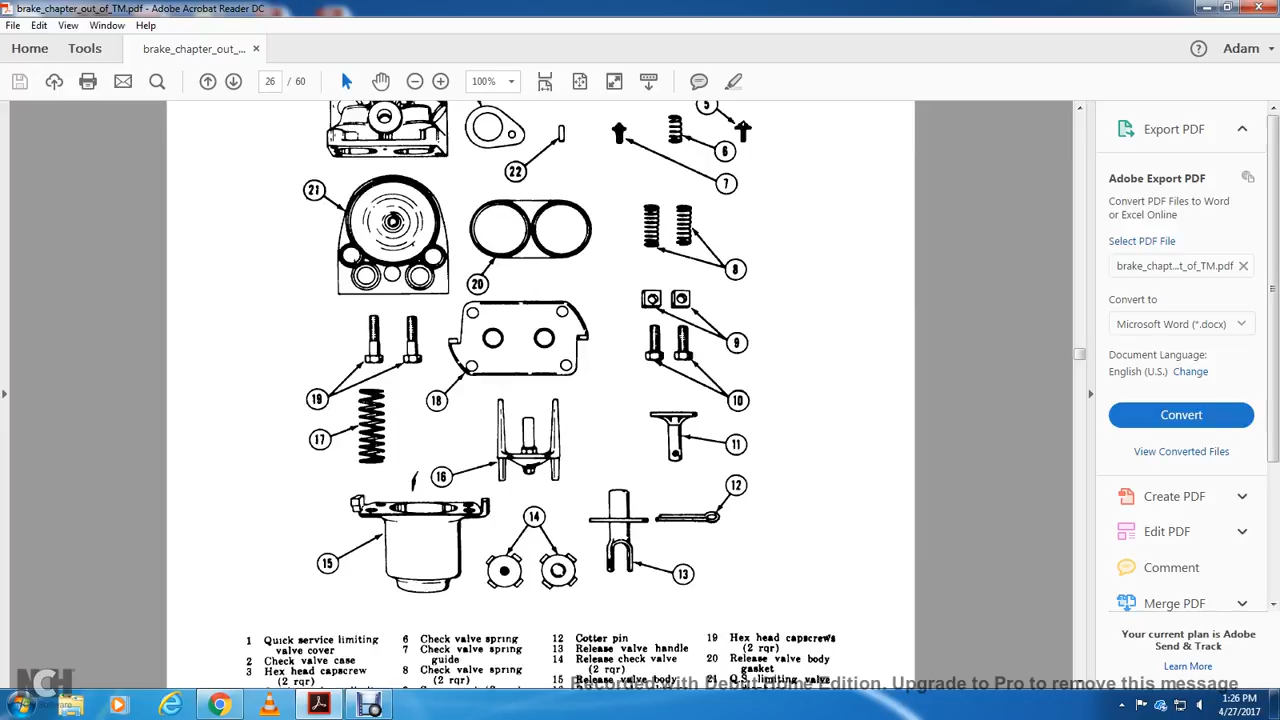 brake_chapter_out_of_TM.pdf - Adobe Acrobat Reader DC
File Edit View Window Help
Home Tools brake_chapter_out_... × Adam
26 / 60 100%
5
6
22
7
21
20
8
9
19
18
10
17
11
16
12
14
15
13
1 Quick service limiting valve cover
2 Check valve case
3 Hex head capscrew (2 rqr)
6 Check valve spring
7 Check valve spring guide
8 Check valve spring (2 rqr)
12 Cotter pin
13 Release valve handle
14 Release check valve (2 rqr)
15 Release valve body
19 Hex head capscrews (2 rqr)
20 Release valve body gasket
21 Q.S. limiting valve
Export PDF
Adobe Export PDF
Convert PDF Files to Word
or Excel Online
Select PDF File
brake_chapt...t_of_TM.pdf
Convert to
Microsoft Word (*.docx)
Document Language:
English (U.S.) Change
Convert
View Converted Files
Create PDF
Edit PDF
Comment
Merge PDF
Your current plan is Adobe
Send & Track
Learn More
NCH Software
Recorded with Debut Home Edition. Upgrade to Pro to remove this message
1:26 PM
4/27/2017